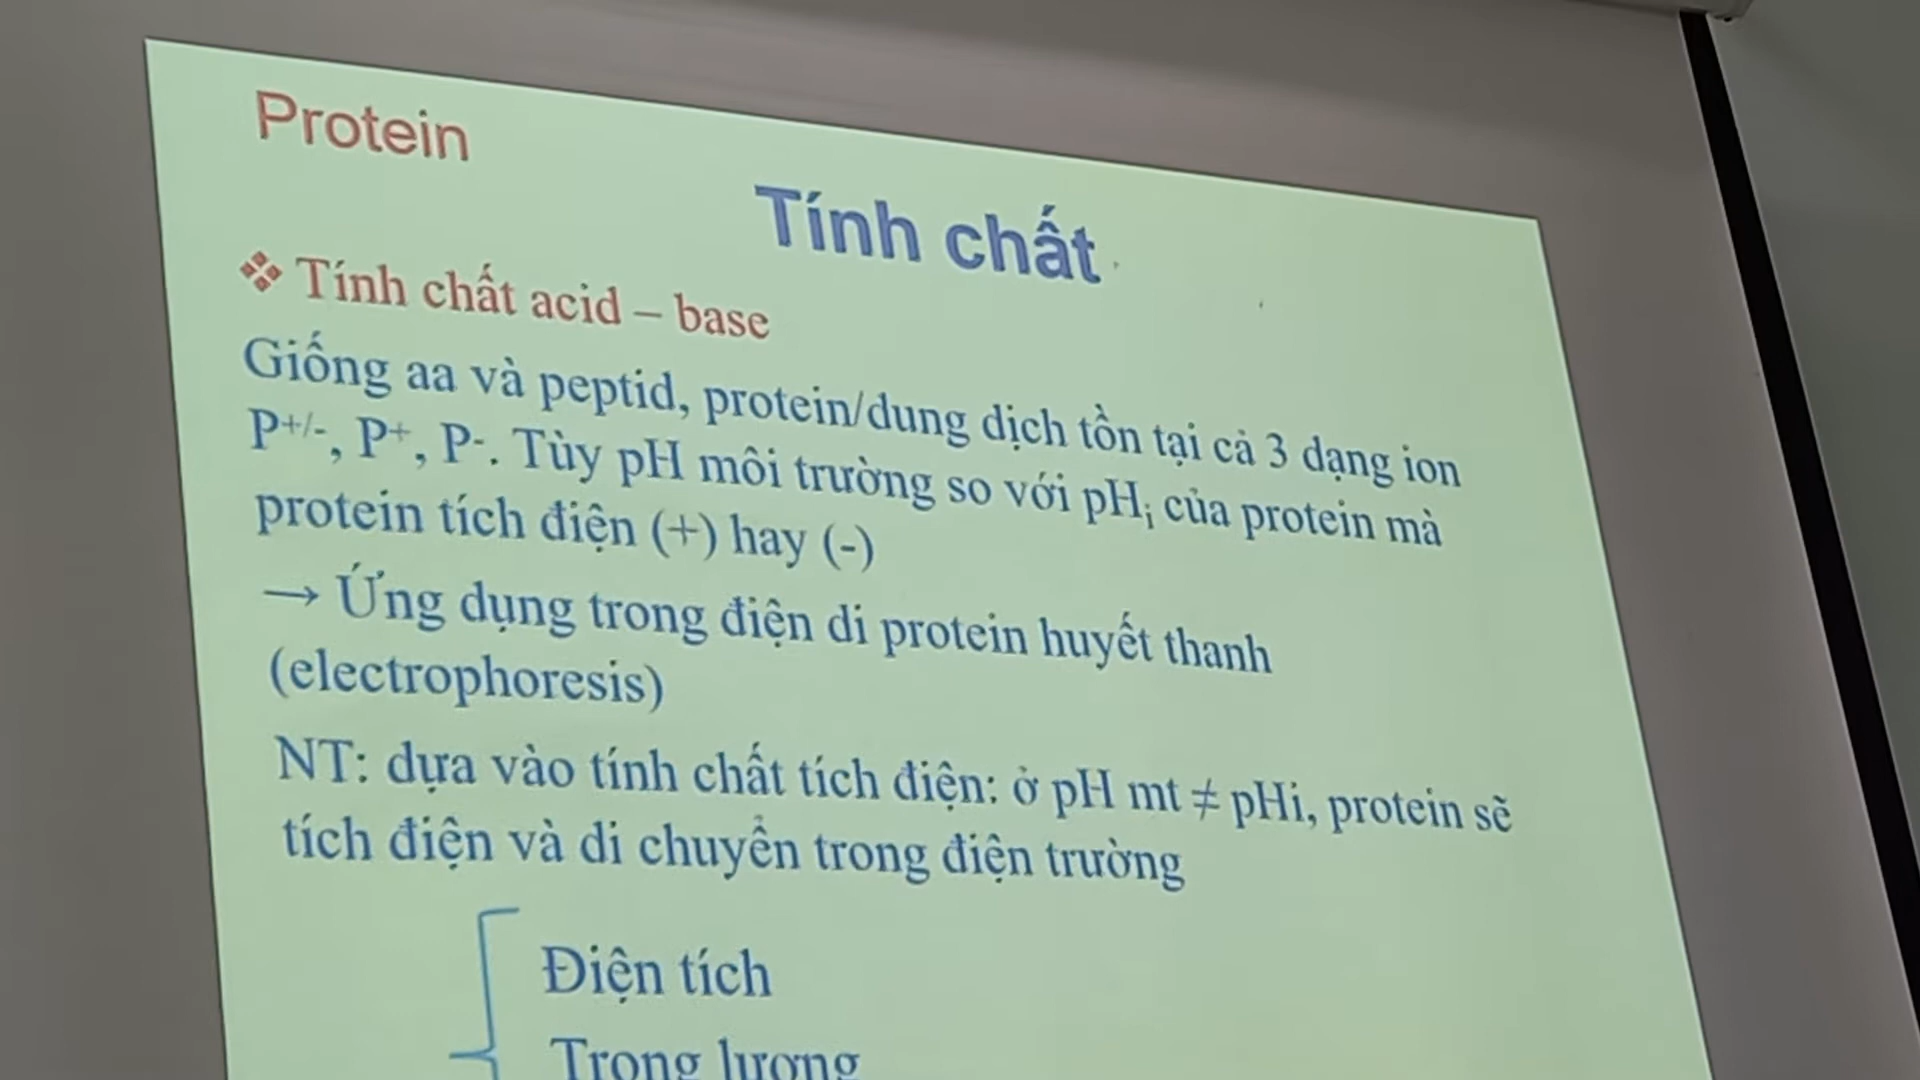 Protein
Tính chất
❖ Tính chất acid – base
Giống aa và peptid, protein/dung dịch tồn tại cả 3 dạng ion
P+/-, P+, P-. Tùy pH môi trường so với pHi của protein mà
protein tích điện (+) hay (-)
→ Ứng dụng trong điện di protein huyết thanh
(electrophoresis)
NT: dựa vào tính chất tích điện: ở pH mt ≠ pHi, protein sẽ
tích điện và di chuyển trong điện trường
Điện tích
Trọng lượng